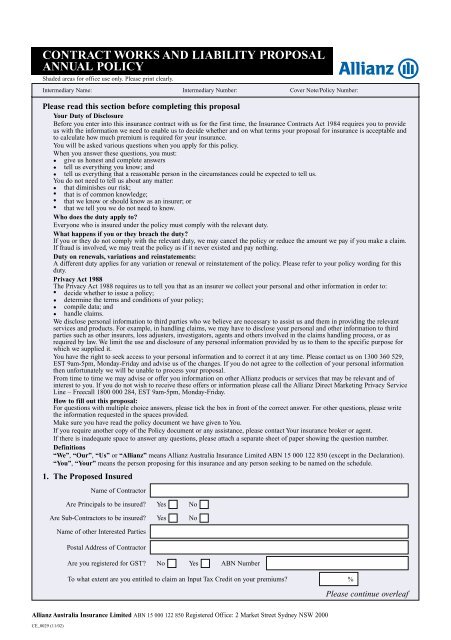 CONTRACT WORKS AND LIABILITY PROPOSAL
ANNUAL POLICY
Allianz
Shaded areas for office use only. Please print clearly.
Intermediary Name: Intermediary Number: Cover Note/Policy Number:
Please read this section before completing this proposal
Your Duty of Disclosure
Before you enter into this insurance contract with us for the first time, the Insurance Contracts Act 1984 requires you to provide
us with the information we need to enable us to decide whether and on what terms your proposal for insurance is acceptable and
to calculate how much premium is required for your insurance.
You will be asked various questions when you apply for this policy.
When you answer these questions, you must:
• give us honest and complete answers
• tell us everything you know; and
• tell us everything that a reasonable person in the circumstances could be expected to tell us.
You do not need to tell us about any matter:
• that diminishes our risk;
• that is of common knowledge;
• that we know or should know as an insurer; or
• that we tell you we do not need to know.
Who does the duty apply to?
Everyone who is insured under the policy must comply with the relevant duty.
What happens if you or they breach the duty?
If you or they do not comply with the relevant duty, we may cancel the policy or reduce the amount we pay if you make a claim.
If fraud is involved, we may treat the policy as if it never existed and pay nothing.
Duty on renewals, variations and reinstatements:
A different duty applies for any variation or renewal or reinstatement of the policy. Please refer to your policy wording for this
duty.
Privacy Act 1988
The Privacy Act 1988 requires us to tell you that as an insurer we collect your personal and other information in order to:
• decide whether to issue a policy;
• determine the terms and conditions of your policy;
• compile data; and
• handle claims.
We disclose personal information to third parties who we believe are necessary to assist us and them in providing the relevant
services and products. For example, in handling claims, we may have to disclose your personal and other information to third
parties such as other insurers, loss adjusters, investigators, agents and others involved in the claims handling process, or as
required by law. We limit the use and disclosure of any personal information provided by us to them to the specific purpose for
which we supplied it.
You have the right to seek access to your personal information and to correct it at any time. Please contact us on 1300 360 529,
EST 9am-5pm, Monday-Friday and advise us of the changes. If you do not agree to the collection of your personal information
then unfortunately we will be unable to process your proposal.
From time to time we may advise or offer you information on other Allianz products or services that may be relevant and of
interest to you. If you do not wish to receive these offers or information please call the Allianz Direct Marketing Privacy Service
Line – Freecall 1800 000 284, EST 9am-5pm, Monday-Friday.
How to fill out this proposal:
For questions with multiple choice answers, please tick the box in front of the correct answer. For other questions, please write
the information requested in the spaces provided.
Make sure you have read the policy document we have given to You.
If you require another copy of the Policy document or any assistance, please contact Your insurance broker or agent.
If there is inadequate space to answer any questions, please attach a separate sheet of paper showing the question number.
Definitions
"We", "Our", "Us" or "Allianz" means Allianz Australia Insurance Limited ABN 15 000 122 850 (except in the Declaration).
"You", "Your" means the person proposing for this insurance and any person seeking to be named on the schedule.
1. The Proposed Insured
Name of Contractor
Are Principals to be insured? Yes No
Are Sub-Contractors to be insured? Yes No
Name of other Interested Parties
Postal Address of Contractor
Are you registered for GST? No Yes ABN Number
To what extent are you entitled to claim an Input Tax Credit on your premiums? %
Please continue overleaf
Allianz Australia Insurance Limited ABN 15 000 122 850 Registered Office: 2 Market Street Sydney NSW 2000
CE_0029 (11/02)